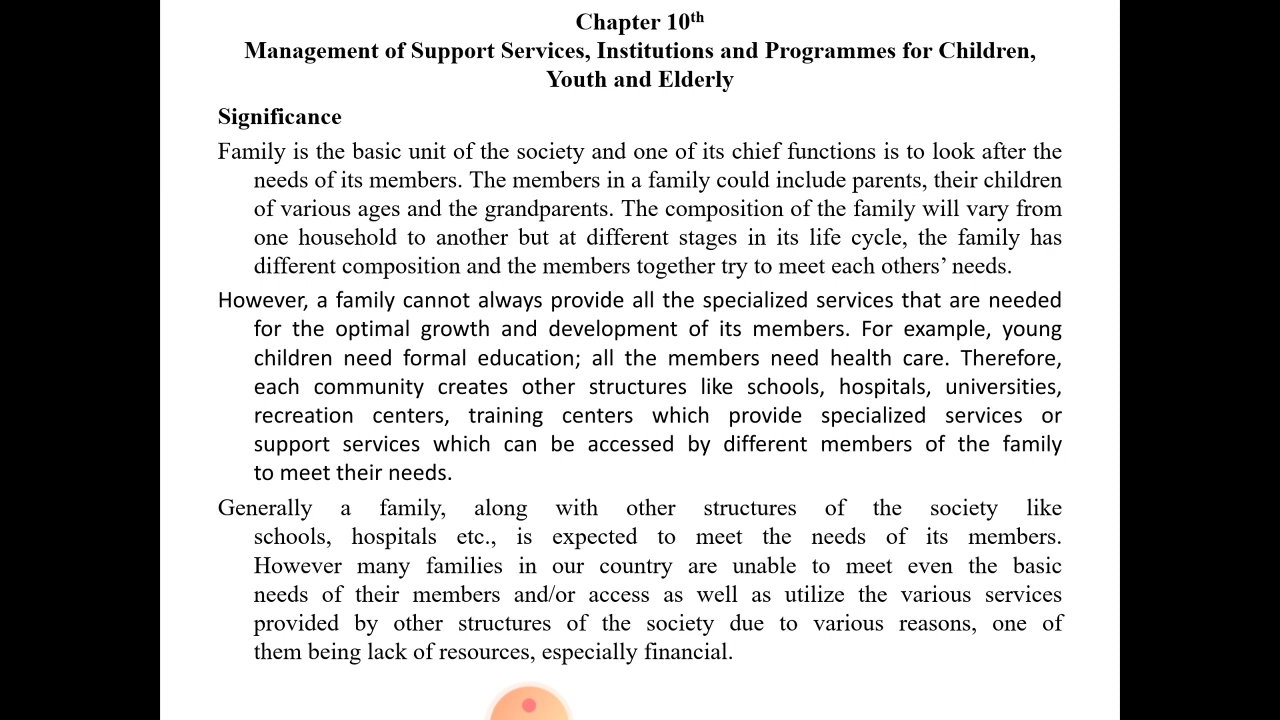 Chapter 10th
Management of Support Services, Institutions and Programmes for Children,
Youth and Elderly
Significance
Family is the basic unit of the society and one of its chief functions is to look after the
needs of its members. The members in a family could include parents, their children
of various ages and the grandparents. The composition of the family will vary from
one household to another but at different stages in its life cycle, the family has
different composition and the members together try to meet each others’ needs.
However, a family cannot always provide all the specialized services that are needed
for the optimal growth and development of its members. For example, young
children need formal education; all the members need health care. Therefore,
each community creates other structures like schools, hospitals, universities,
recreation centers, training centers which provide specialized services or
support services which can be accessed by different members of the family
to meet their needs.
Generally a family, along with other structures of the society like
schools, hospitals etc., is expected to meet the needs of its members.
However many families in our country are unable to meet even the basic
needs of their members and/or access as well as utilize the various services
provided by other structures of the society due to various reasons, one of
them being lack of resources, especially financial.